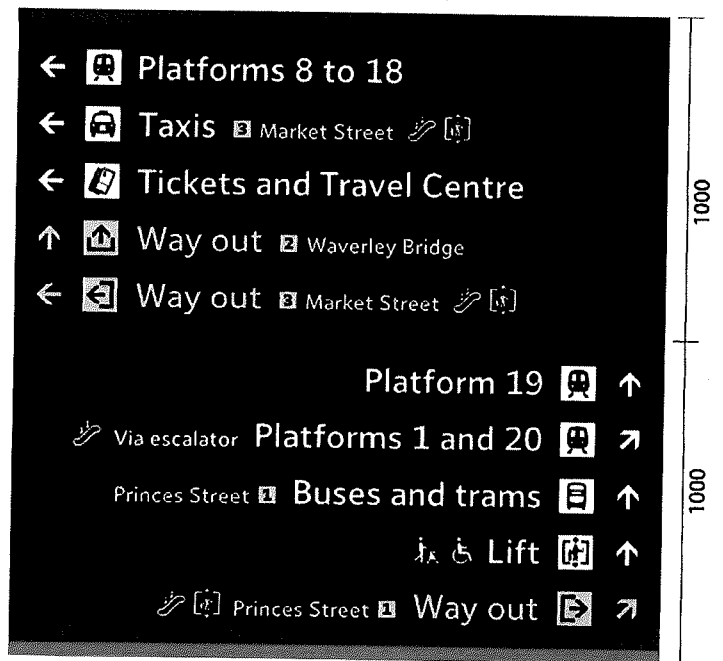 ← Platforms 8 to 18
← Taxis 3 Market Street
← Tickets and Travel Centre
↑ Way out 2 Waverley Bridge
← Way out 3 Market Street
Platform 19 ↑
Via escalator Platforms 1 and 20 ↗
Princes Street 1 Buses and trams ↑
Lift ↑
Princes Street 1 Way out ↗
1000
1000